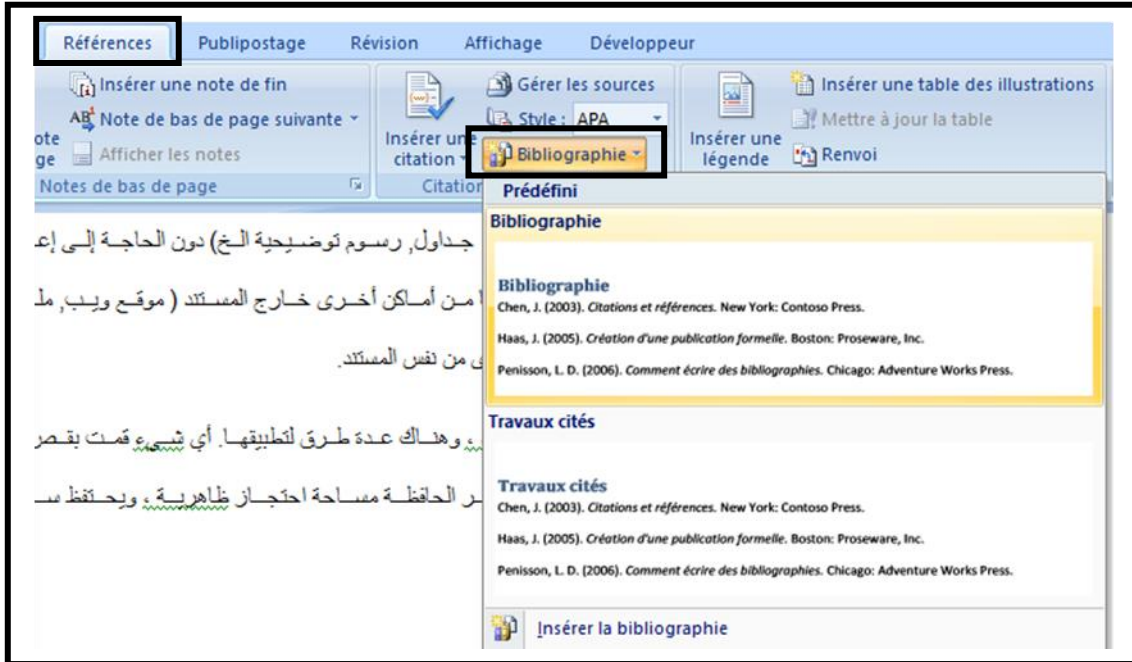 Références Publipostage Révision Affichage Développeur
Insérer une note de fin
Note de bas de page suivante
ote
ge
Afficher les notes
Notes de bas de page
Insérer une
citation
Gérer les sources
Style : APA
Bibliographie
Citation
Insérer une
légende
Insérer une table des illustrations
Mettre à jour la table
Renvoi
Prédéfini
Bibliographie
Bibliographie
Chen, J. (2003). Citations et références. New York: Contoso Press.
Haas, J. (2005). Création d'une publication formelle. Boston: Proseware, Inc.
Penisson, L. D. (2006). Comment écrire des bibliographies. Chicago: Adventure Works Press.
Travaux cités
Travaux cités
Chen, J. (2003). Citations et références. New York: Contoso Press.
Haas, J. (2005). Création d'une publication formelle. Boston: Proseware, Inc.
Penisson, L. D. (2006). Comment écrire des bibliographies. Chicago: Adventure Works Press.
Insérer la bibliographie
جداول, رسوم توضيحية الخ) دون الحاجة إلى إعـ
من أماكن أخرى خارج المستند ( موقع ويب, ملـ
من نفس المستند.
، وهناك عدة طرق لتطبيقها. أي شيء قمت بقصـ
الحافظة مساحة احتجاز ظاهرية ، ويحتفظ سـ